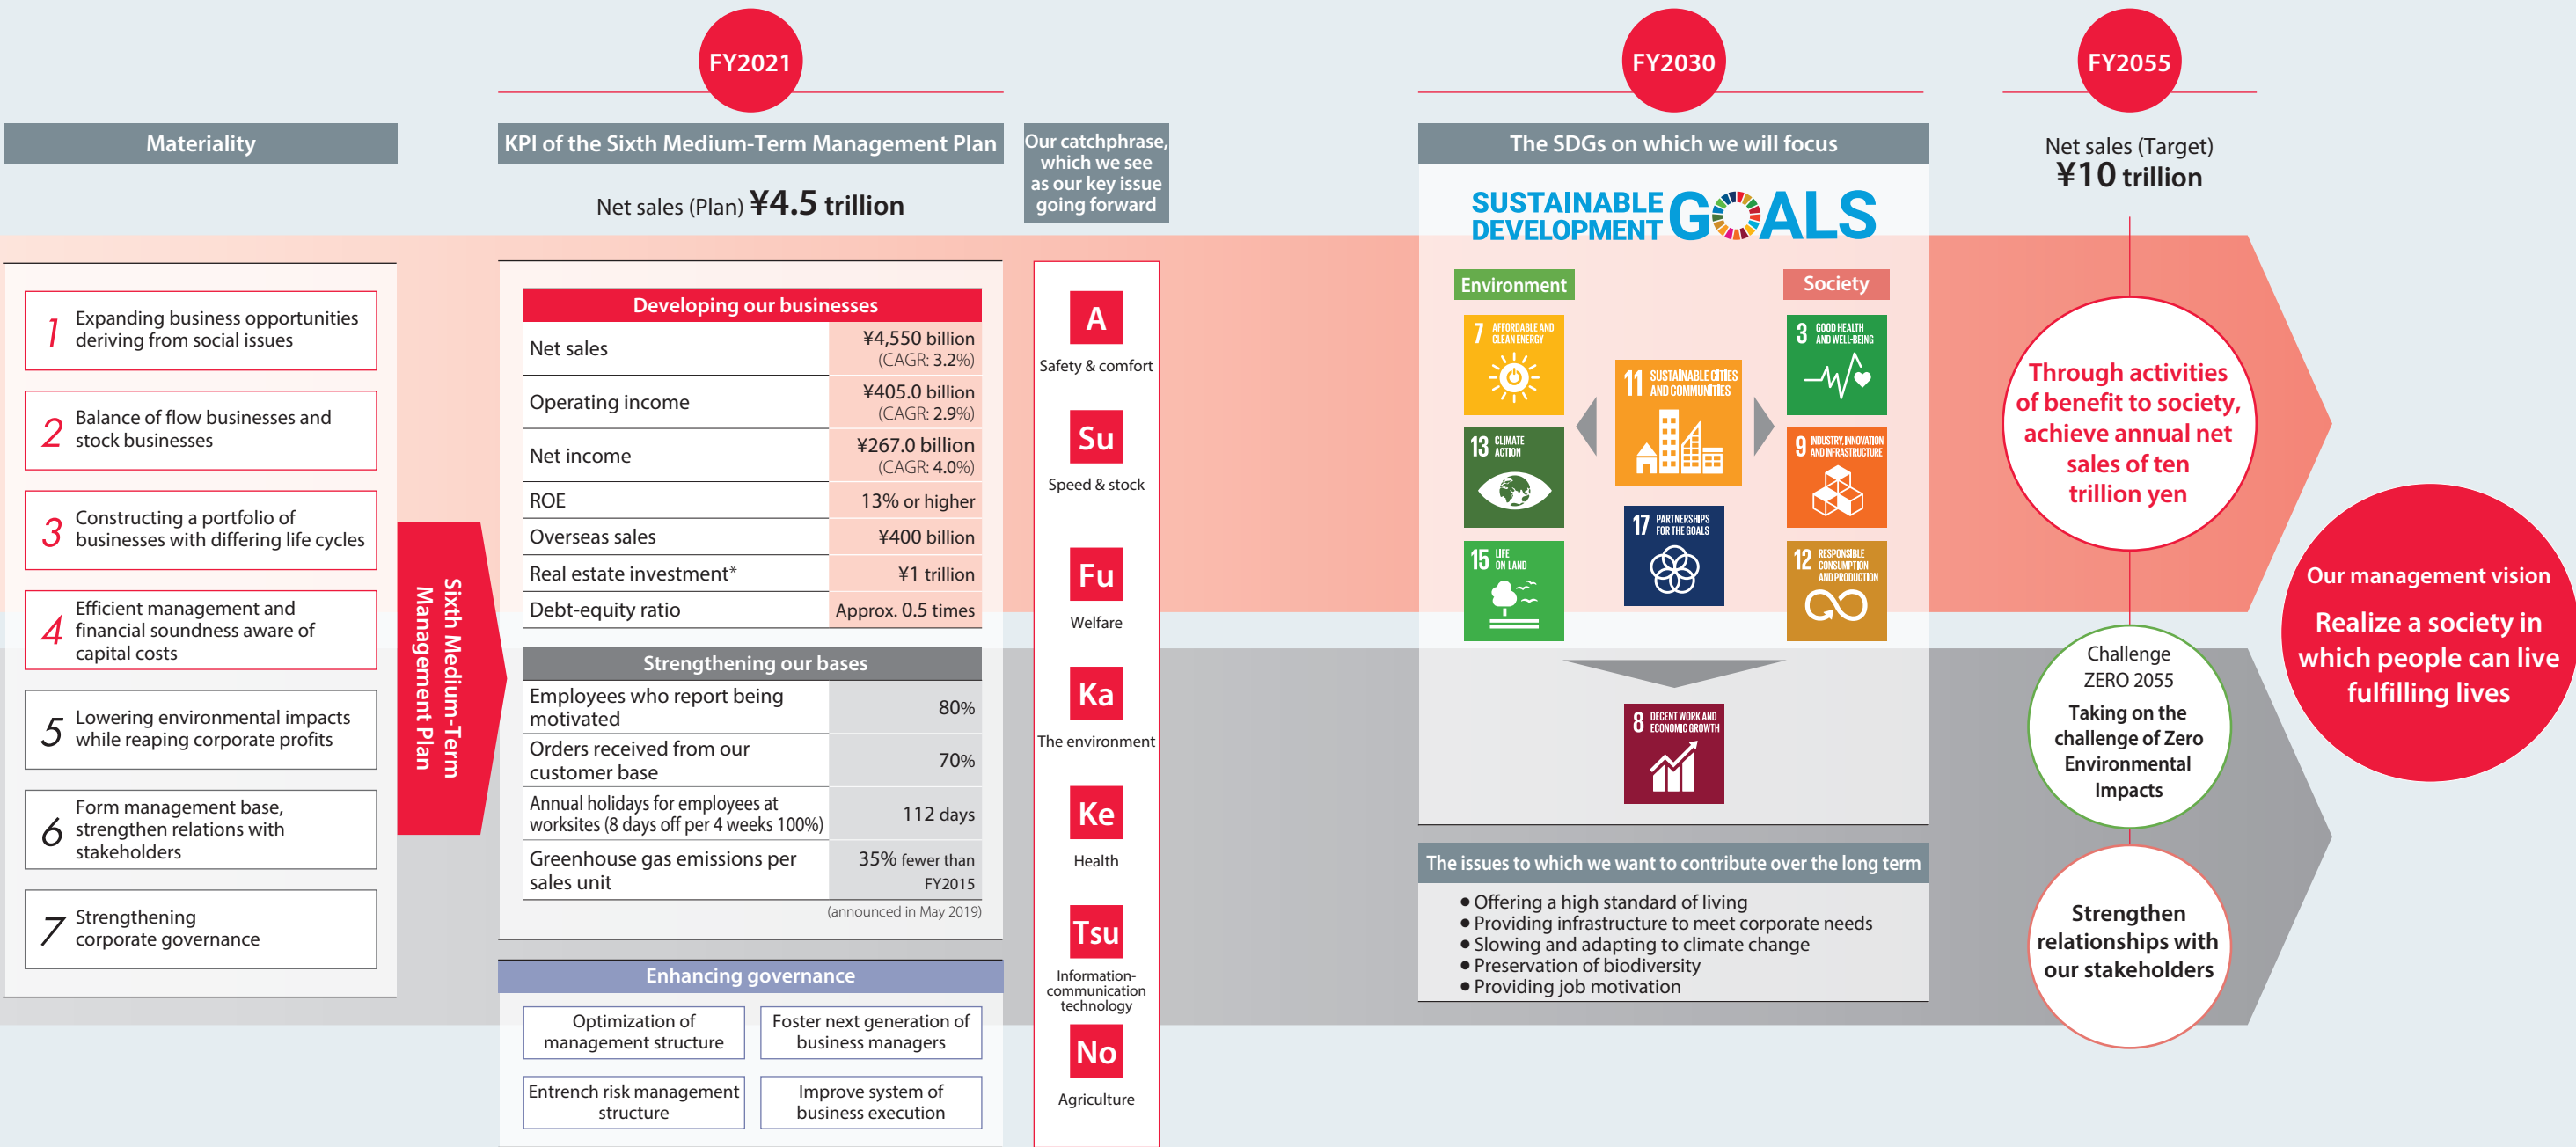 FY2021
FY2030
FY2055
Materiality
1 Expanding business opportunities
deriving from social issues
2 Balance of flow businesses and
stock businesses
3 Constructing a portfolio of
businesses with differing life cycles
4 Efficient management and
financial soundness aware of
capital costs
5 Lowering environmental impacts
while reaping corporate profits
6 Form management base,
strengthen relations with
stakeholders
7 Strengthening
corporate governance
Sixth Medium-Term
Management Plan
KPI of the Sixth Medium-Term Management Plan
Net sales (Plan) ¥4.5 trillion
Developing our businesses
Net sales ¥4,550 billion
(CAGR: 3.2%)
Operating income ¥405.0 billion
(CAGR: 2.9%)
Net income ¥267.0 billion
(CAGR: 4.0%)
ROE 13% or higher
Overseas sales ¥400 billion
Real estate investment* ¥1 trillion
Debt-equity ratio Approx. 0.5 times
Strengthening our bases
Employees who report being
motivated 80%
Orders received from our
customer base 70%
Annual holidays for employees at
worksites (8 days off per 4 weeks 100%) 112 days
Greenhouse gas emissions per
sales unit 35% fewer than
FY2015
(announced in May 2019)
Enhancing governance
Optimization of
management structure
Foster next generation of
business managers
Entrench risk management
structure
Improve system of
business execution
Our catchphrase,
which we see
as our key issue
going forward
A
Safety & comfort
Su
Speed & stock
Fu
Welfare
Ka
The environment
Ke
Health
Tsu
Information-
communication
technology
No
Agriculture
The SDGs on which we will focus
SUSTAINABLE
DEVELOPMENT GOALS
Environment
Society
7 AFFORDABLE AND
CLEAN ENERGY
13 CLIMATE
ACTION
15 LIFE
ON LAND
11 SUSTAINABLE CITIES
AND COMMUNITIES
17 PARTNERSHIPS
FOR THE GOALS
3 GOOD HEALTH
AND WELL-BEING
9 INDUSTRY, INNOVATION
AND INFRASTRUCTURE
12 RESPONSIBLE
CONSUMPTION
AND PRODUCTION
8 DECENT WORK AND
ECONOMIC GROWTH
The issues to which we want to contribute over the long term
● Offering a high standard of living
● Providing infrastructure to meet corporate needs
● Slowing and adapting to climate change
● Preservation of biodiversity
● Providing job motivation
Net sales (Target)
¥10 trillion
Through activities
of benefit to society,
achieve annual net
sales of ten
trillion yen
Challenge
ZERO 2055
Taking on the
challenge of Zero
Environmental
Impacts
Strengthen
relationships with
our stakeholders
Our management vision
Realize a society in
which people can live
fulfilling lives